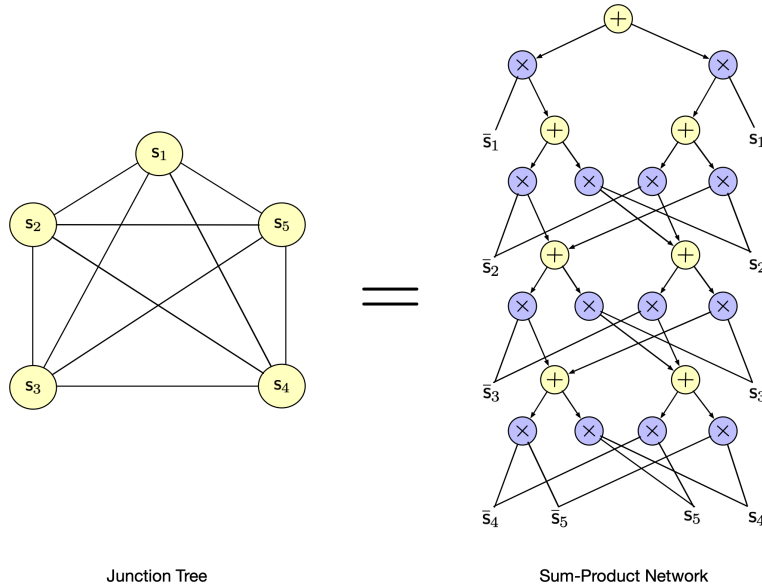 +
× ×
s̄₁ s₁
+ +
s₁
× × × ×
s₂ s₅
s̄₂ s₂
+ +
=
× × × ×
s₃ s₄
s̄₃ s₃
+ +
× × × ×
s̄₄ s̄₅ s₅ s₄
Junction Tree Sum-Product Network